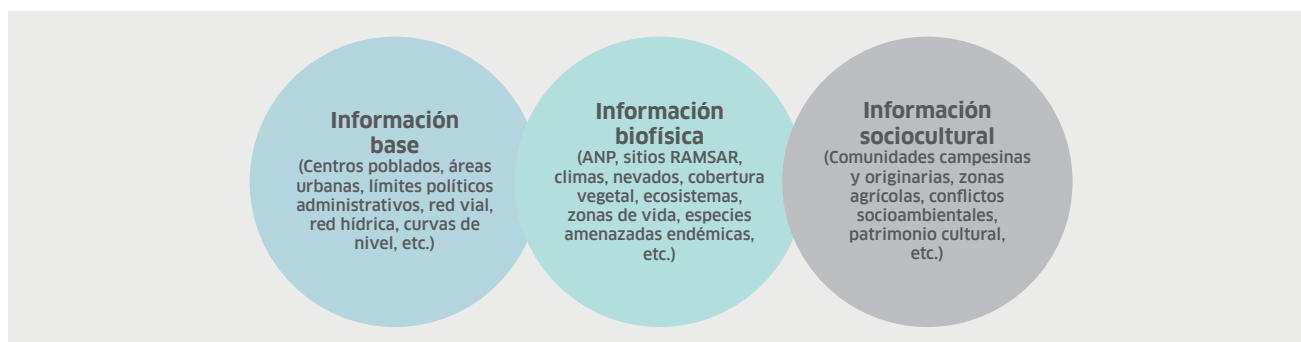 Información
base
(Centros poblados, áreas
urbanas, límites políticos
administrativos, red vial,
red hídrica, curvas de
nivel, etc.)
Información
biofísica
(ANP, sitios RAMSAR,
climas, nevados, cobertura
vegetal, ecosistemas,
zonas de vida, especies
amenazadas endémicas,
etc.)
Información
sociocultural
(Comunidades campesinas
y originarias, zonas
agrícolas, conflictos
socioambientales,
patrimonio cultural,
etc.)